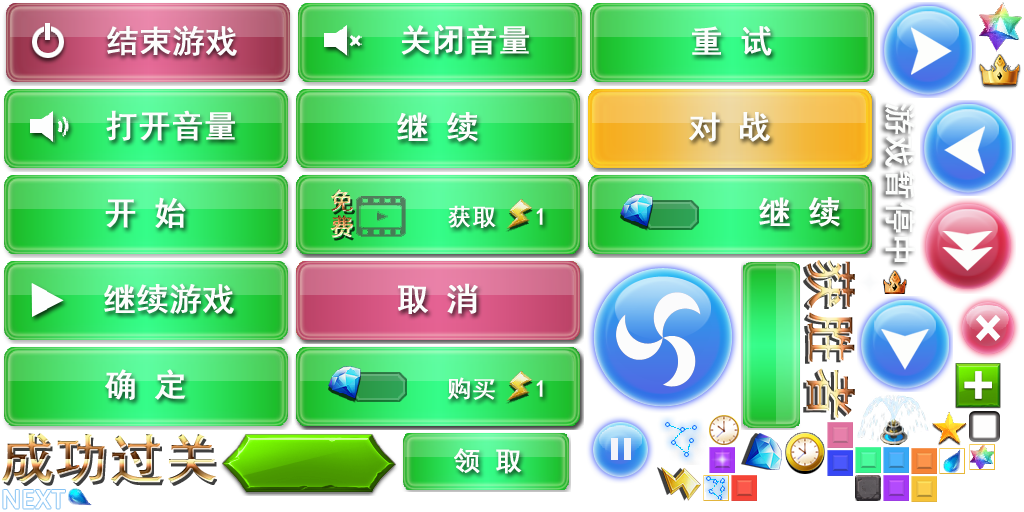 结束游戏
关闭音量
重 试
打开音量
继 续
对 战
游戏暂停中
开 始
免费
获取 1
继 续
继续游戏
取 消
获胜者
确 定
购买 1
成功过关
领 取
NEXT